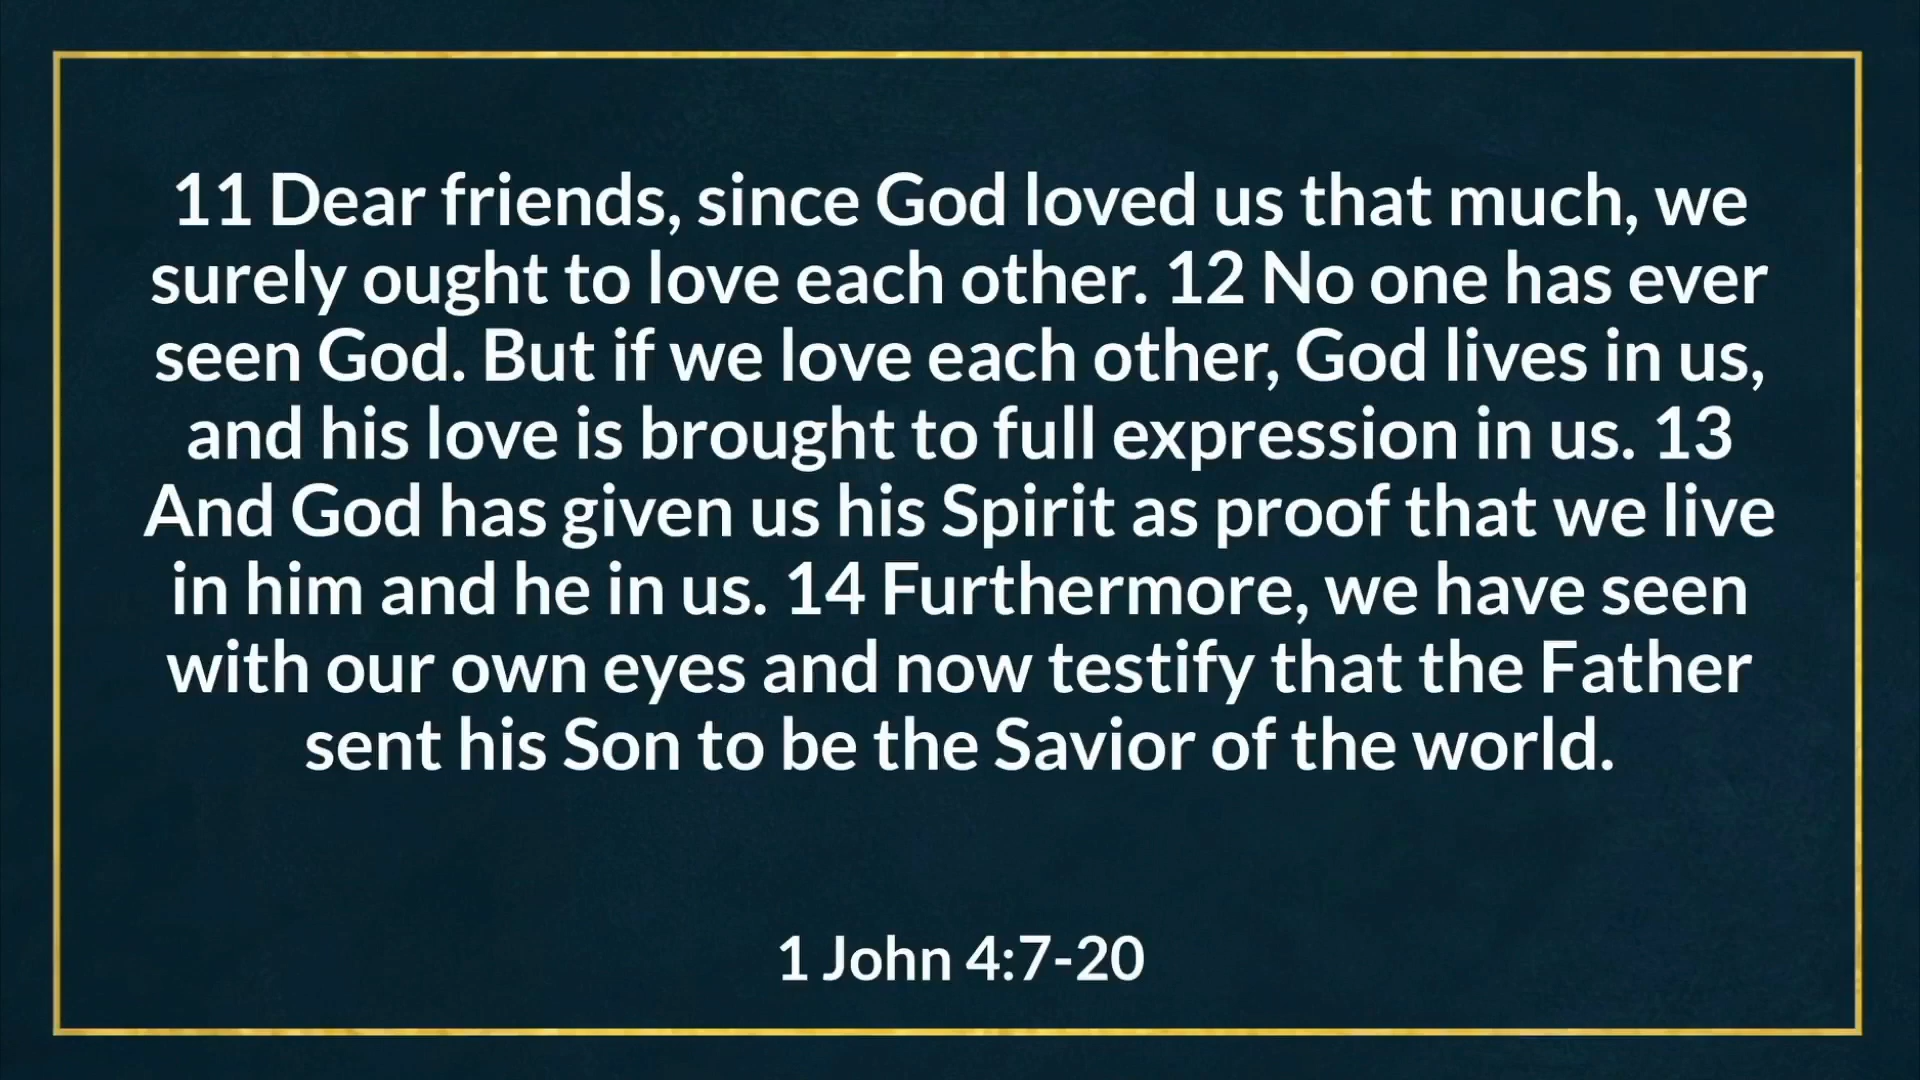 11 Dear friends, since God loved us that much, we
surely ought to love each other. 12 No one has ever
seen God. But if we love each other, God lives in us,
and his love is brought to full expression in us. 13
And God has given us his Spirit as proof that we live
in him and he in us. 14 Furthermore, we have seen
with our own eyes and now testify that the Father
sent his Son to be the Savior of the world.
1 John 4:7-20